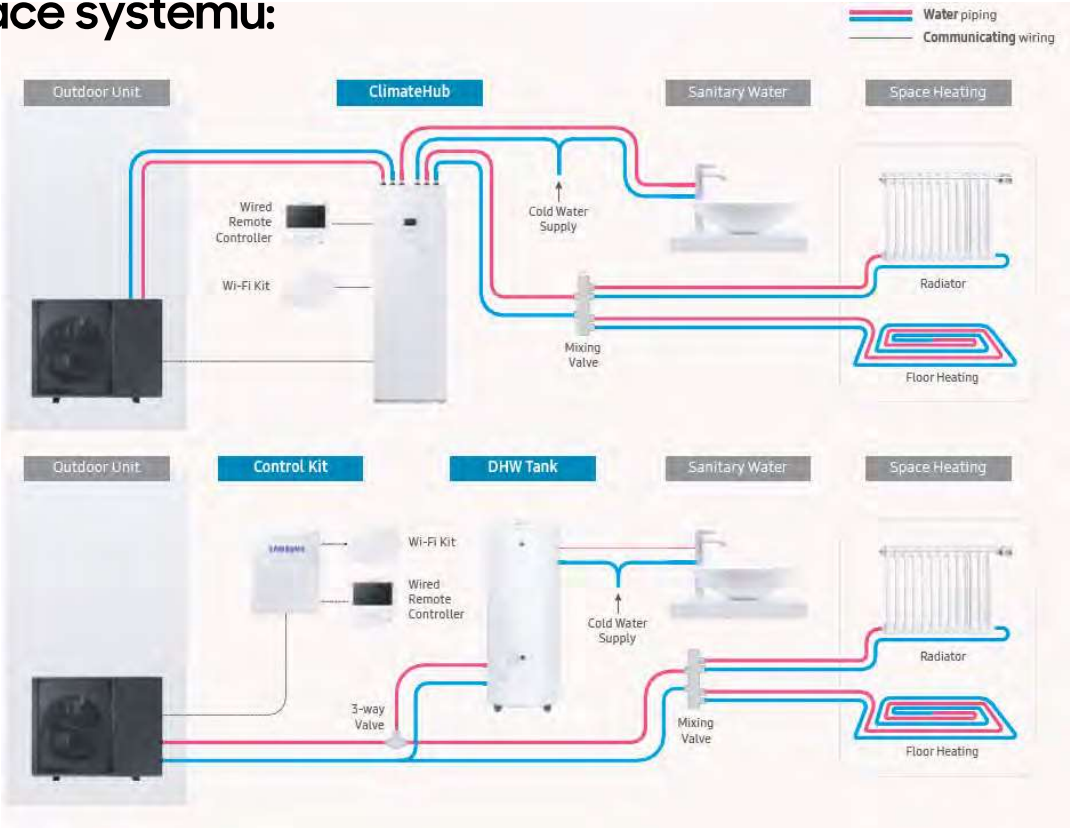 ace systemu:
Water piping
Communicating wiring
Outdoor Unit
ClimateHub
Sanitary Water
Space Heating
Wired
Remote
Controller
Wi-Fi Kit
Cold Water
Supply
Mixing
Valve
Radiator
Floor Heating
Outdoor Unit
Control Kit
DHW Tank
Sanitary Water
Space Heating
SAMSUNG
Wi-Fi Kit
Wired
Remote
Controller
Cold Water
Supply
3-way
Valve
Mixing
Valve
Radiator
Floor Heating